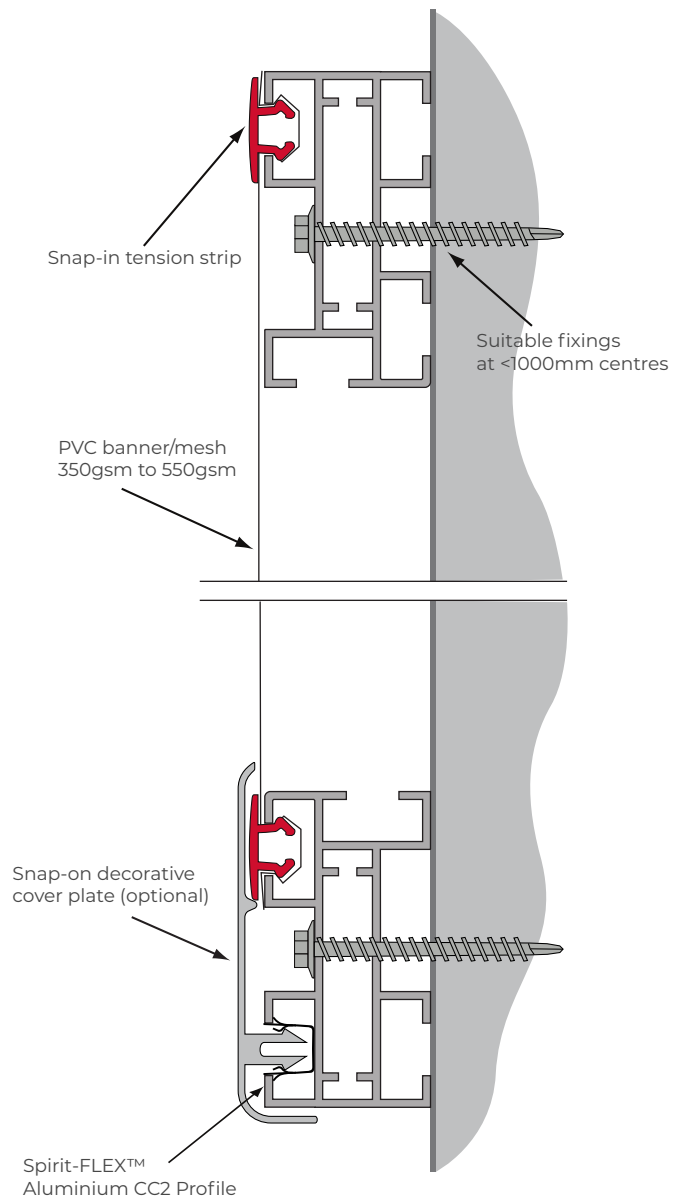 Snap-in tension strip
Suitable fixings
at <1000mm centres
PVC banner/mesh
350gsm to 550gsm
Snap-on decorative
cover plate (optional)
Spirit-FLEX™
Aluminium CC2 Profile